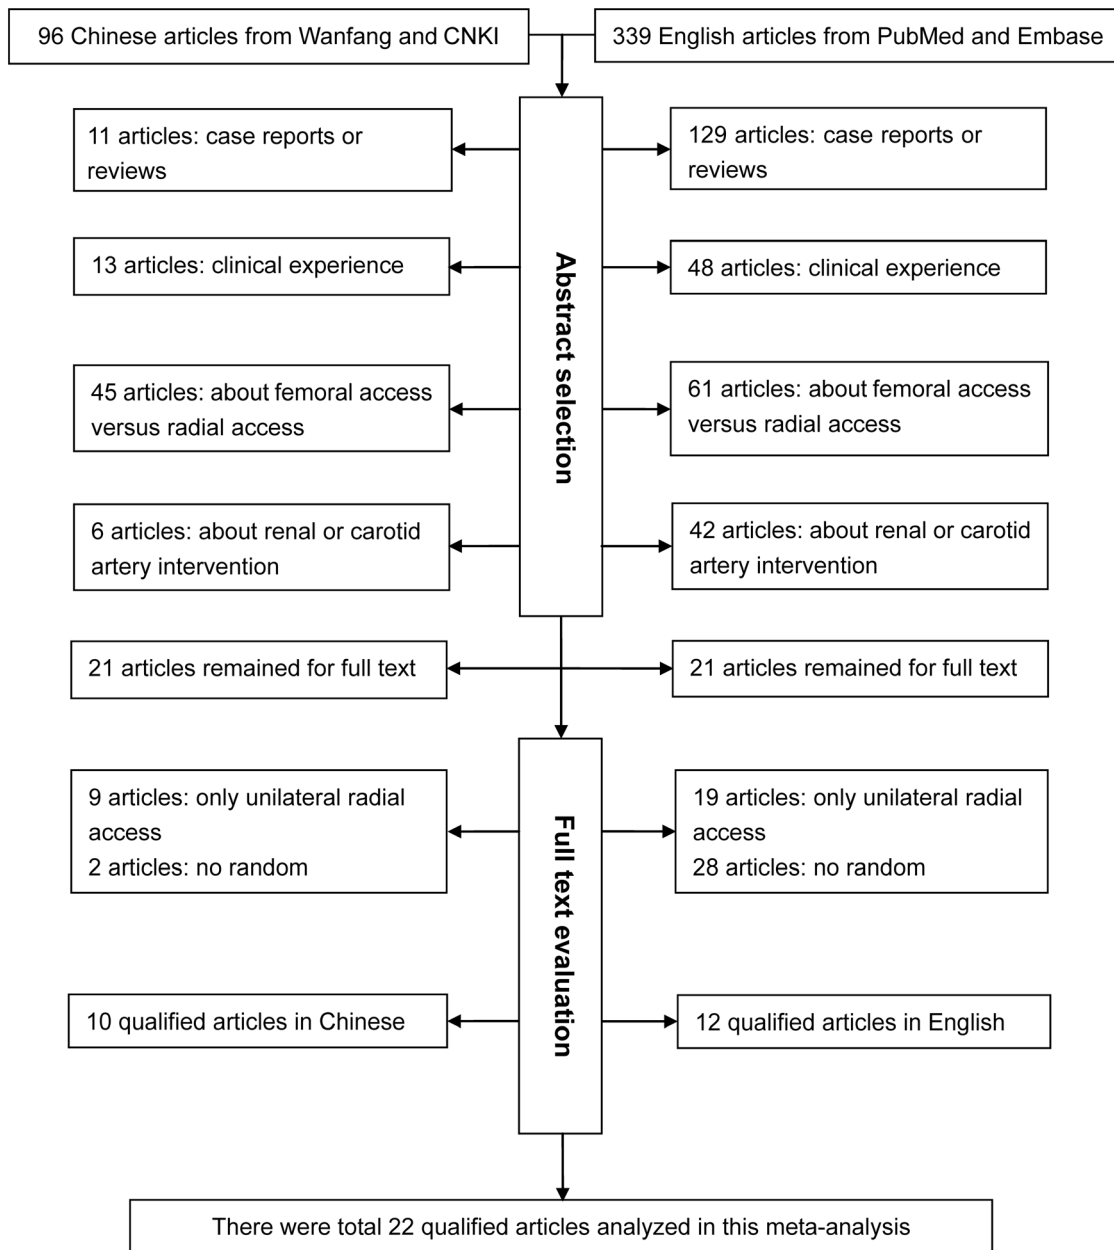 96 Chinese articles from Wanfang and CNKI
339 English articles from PubMed and Embase
11 articles: case reports or
reviews
129 articles: case reports or
reviews
13 articles: clinical experience
48 articles: clinical experience
45 articles: about femoral access
versus radial access
61 articles: about femoral access
versus radial access
6 articles: about renal or carotid
artery intervention
42 articles: about renal or carotid
artery intervention
Abstract selection
21 articles remained for full text
21 articles remained for full text
9 articles: only unilateral radial
access
2 articles: no random
19 articles: only unilateral radial
access
28 articles: no random
Full text evaluation
10 qualified articles in Chinese
12 qualified articles in English
There were total 22 qualified articles analyzed in this meta-analysis